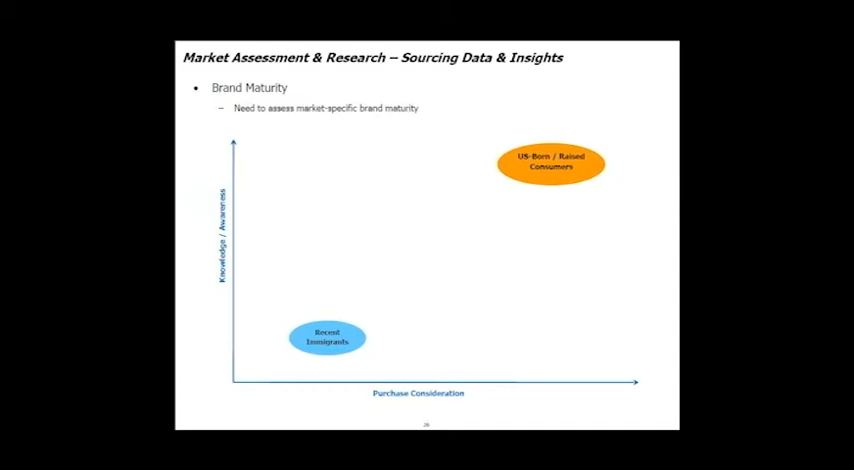 Market Assessment & Research – Sourcing Data & Insights
• Brand Maturity
– Need to assess market-specific brand maturity
US-Born / Raised
Consumers
Knowledge / Awareness
Recent
Immigrants
Purchase Consideration